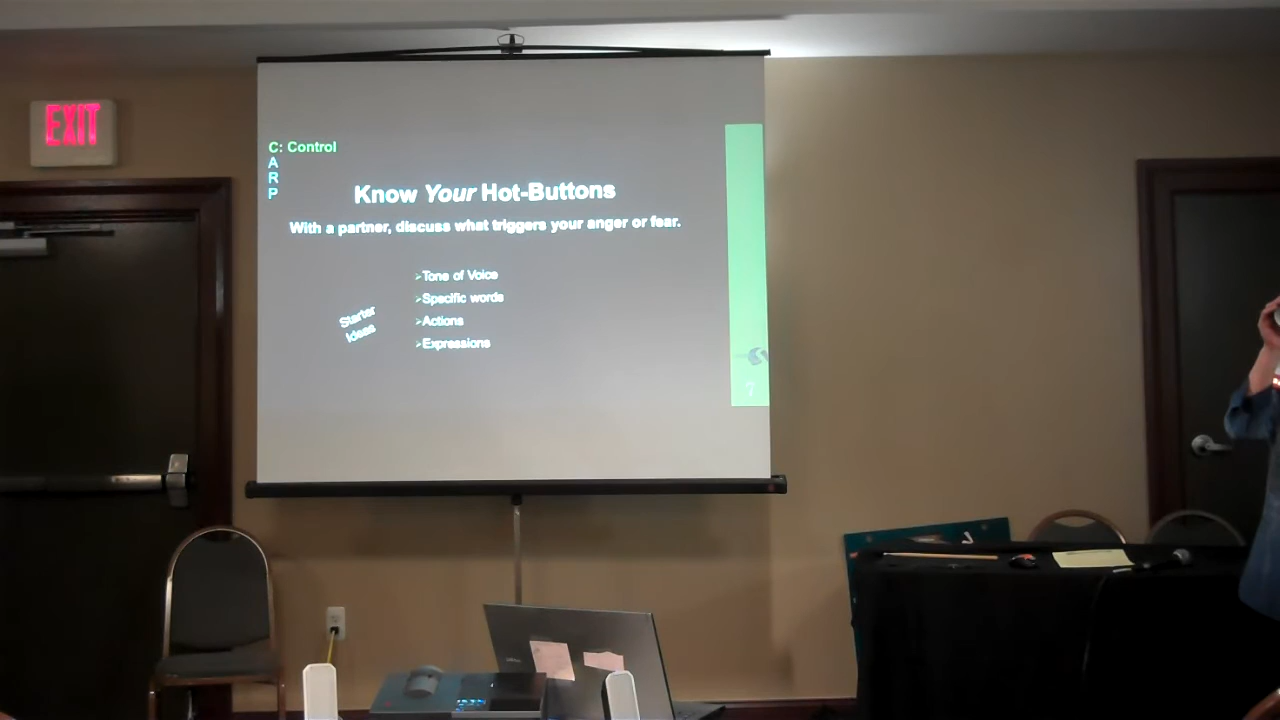 EXIT
C: Control
A
R
P
Know Your Hot-Buttons
With a partner, discuss what triggers your anger or fear.
Starter
Ideas
➢Tone of Voice
➢Specific words
➢Actions
➢Expressions
7